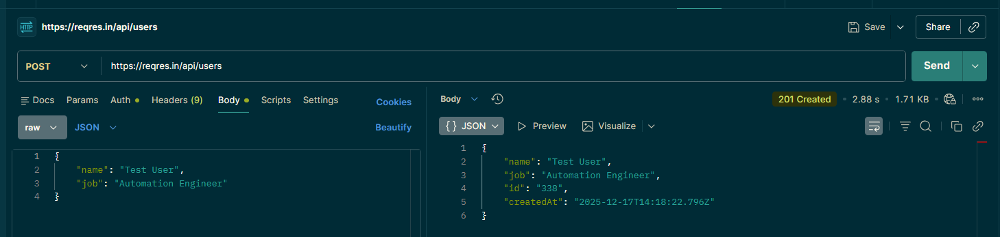 HTTP https://reqres.in/api/users Save Share
POST https://reqres.in/api/users Send
Docs Params Auth Headers (9) Body Scripts Settings Cookies
raw JSON Beautify
1 {
2 "name": "Test User",
3 "job": "Automation Engineer"
4 }
Body 201 Created 2.88 s 1.71 KB
{} JSON Preview Visualize
1 {
2 "name": "Test User",
3 "job": "Automation Engineer",
4 "id": "338",
5 "createdAt": "2025-12-17T14:18:22.796Z"
6 }